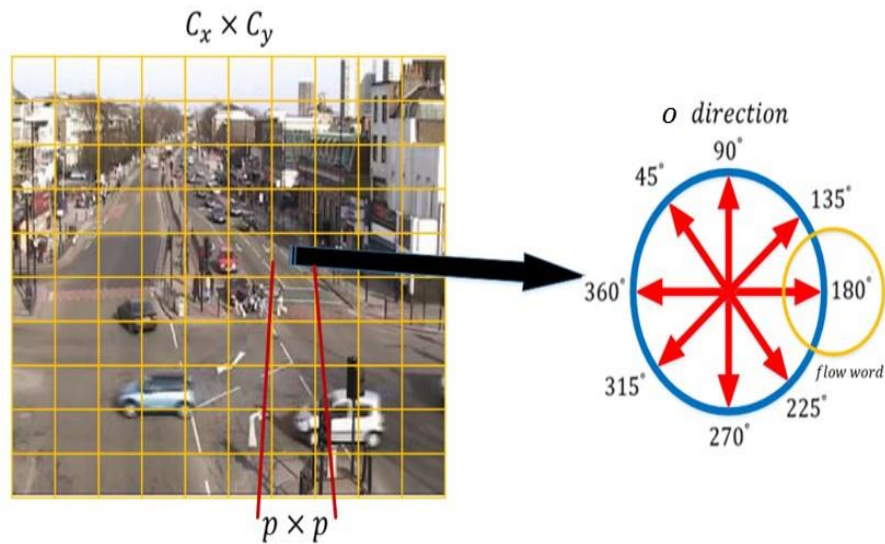 C_x × C_y
o direction
90°
45°
135°
360°
180°
flow word
315°
225°
270°
p × p